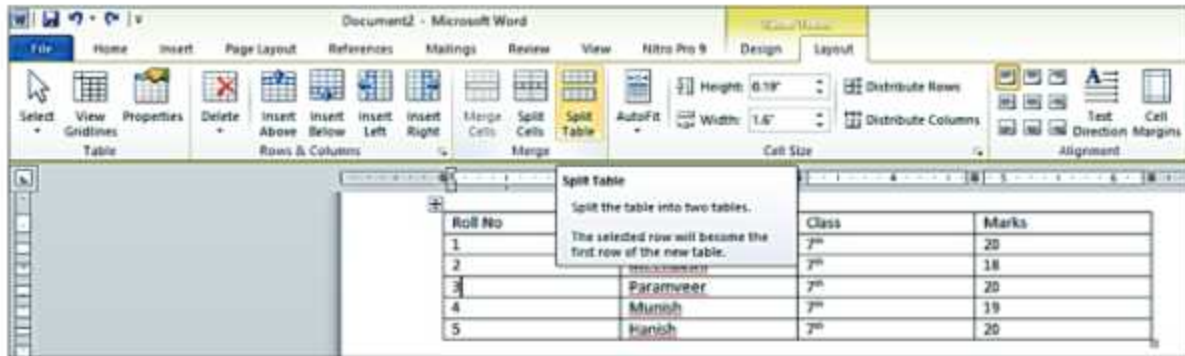 Document2 - Microsoft Word
File Home Insert Page Layout References Mailings Review View Nitro Pro 9 Design Layout
Select View Gridlines Properties Delete Insert Above Insert Below Insert Left Insert Right Merge Cells Split Cells Split Table AutoFit Height: 0.19" Distribute Rows
Width: 1.6" Distribute Columns Text Direction Cell Margins
Table Rows & Columns Merge Cell Size Alignment
Split Table
Split the table into two tables.
The selected row will become the
first row of the new table.
Roll No Class Marks
1 7th 20
2 7th 18
3 Paramveer 7th 20
4 Munish 7th 19
5 Hanish 7th 20